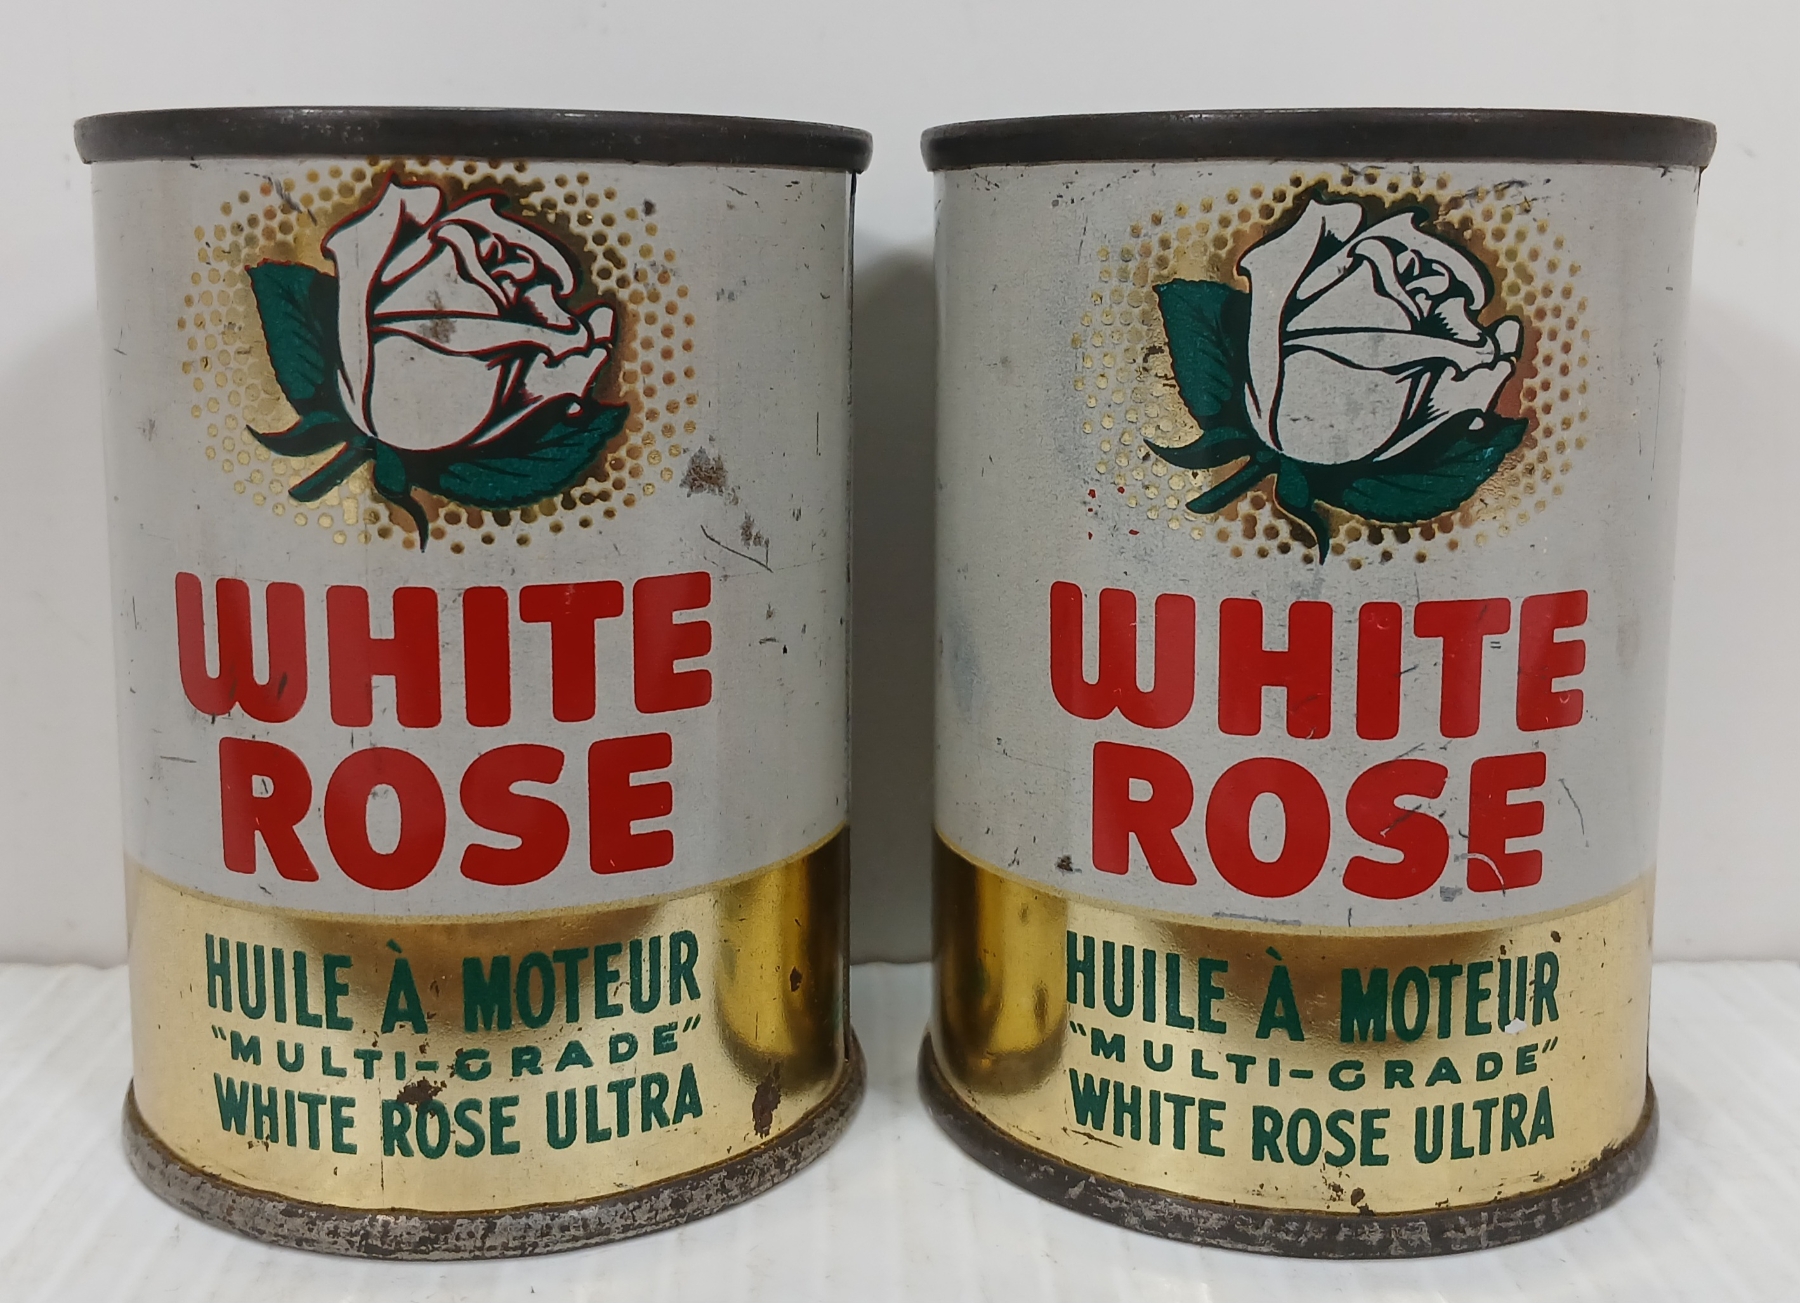 WHITE
ROSE
HUILE À MOTEUR
"MULTI-GRADE"
WHITE ROSE ULTRA
WHITE
ROSE
HUILE À MOTEUR
"MULTI-GRADE"
WHITE ROSE ULTRA